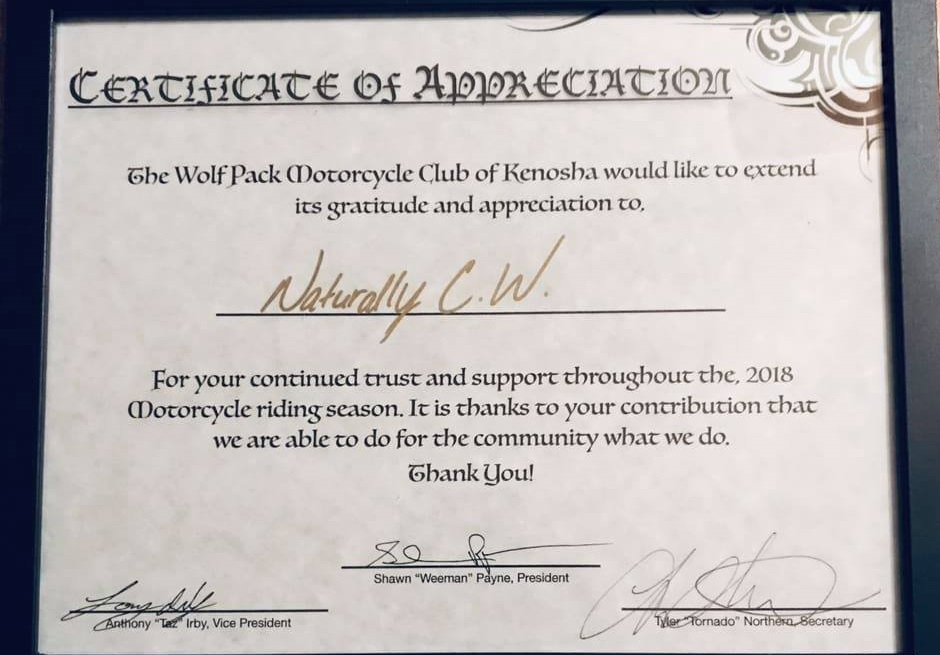 Certificate Of Appreciation
The Wolf Pack Motorcycle Club of Kenosha would like to extend
its gratitude and appreciation to,
Naturally C.W.
For your continued trust and support throughout the, 2018
Motorcycle riding season. It is thanks to your contribution that
we are able to do for the community what we do.
Thank You!
Shawn "Weeman" Payne, President
Anthony "Taz" Irby, Vice President
Tyler "Tornado" Northern, Secretary